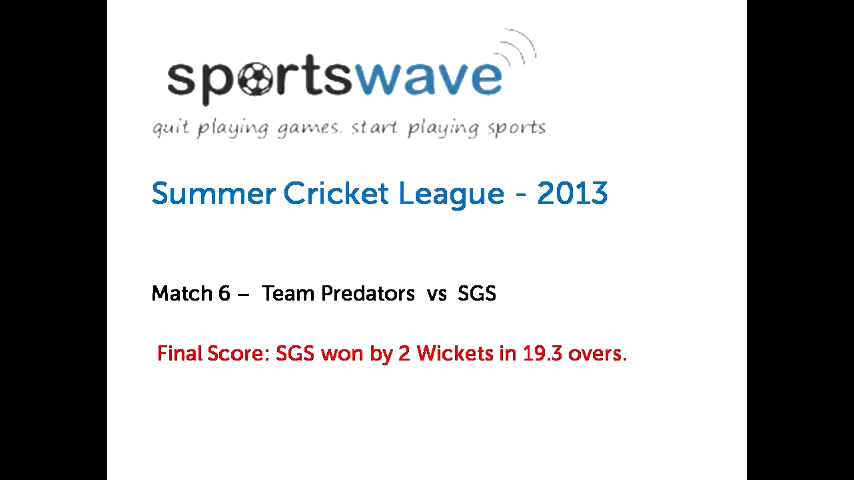 sportswave
quit playing games. start playing sports
Summer Cricket League - 2013
Match 6 – Team Predators vs SGS
Final Score: SGS won by 2 Wickets in 19.3 overs.